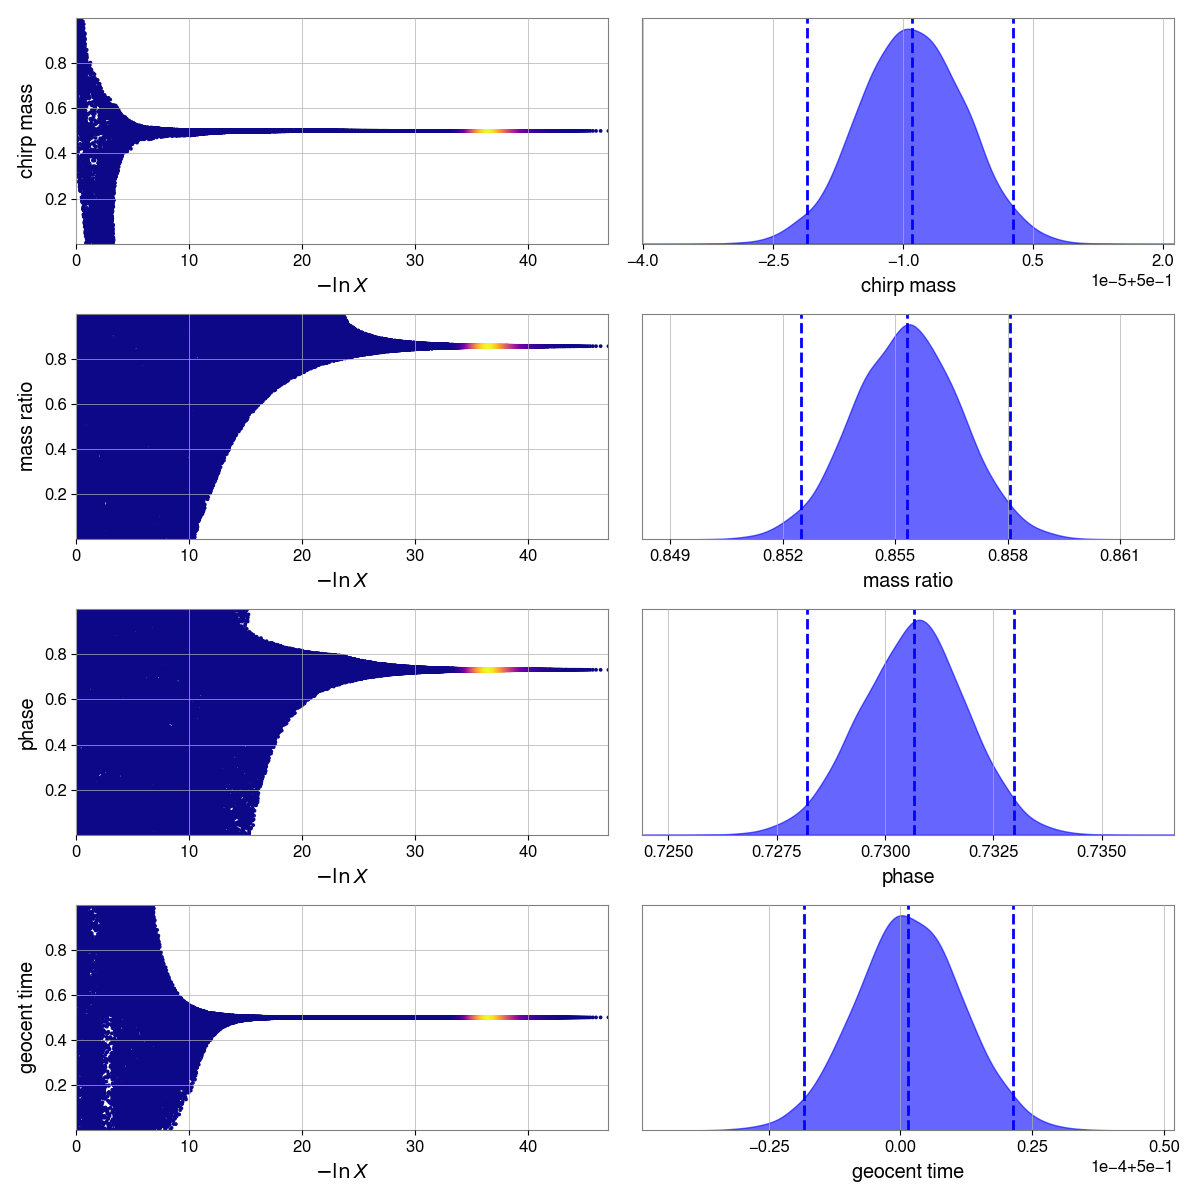 chirp mass
0.8
0.6
0.4
0.2
0 10 20 30 40
−ln X
−4.0 −2.5 −1.0 0.5 2.0
1e−5+5e−1
chirp mass
mass ratio
0.8
0.6
0.4
0.2
0 10 20 30 40
−ln X
0.849 0.852 0.855 0.858 0.861
mass ratio
phase
0.8
0.6
0.4
0.2
0 10 20 30 40
−ln X
0.7250 0.7275 0.7300 0.7325 0.7350
phase
geocent time
0.8
0.6
0.4
0.2
0 10 20 30 40
−ln X
−0.25 0.00 0.25 0.50
1e−4+5e−1
geocent time